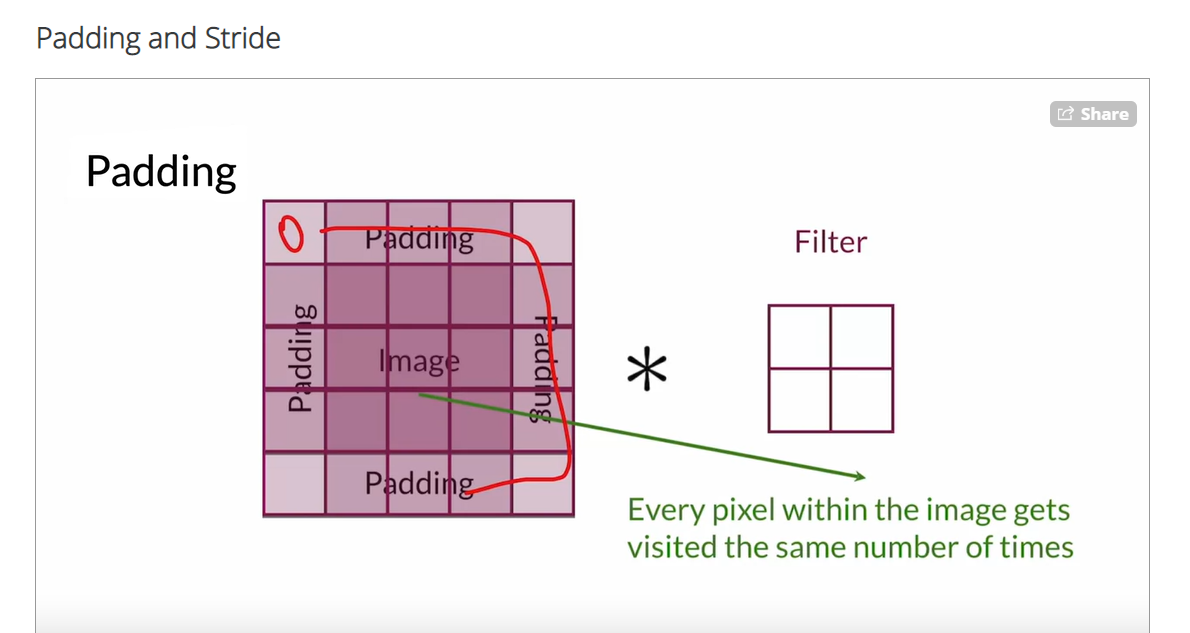 Padding and Stride
Share
Padding
0
Padding
Filter
Padding
Image
Padding
*
Padding
Every pixel within the image gets
visited the same number of times